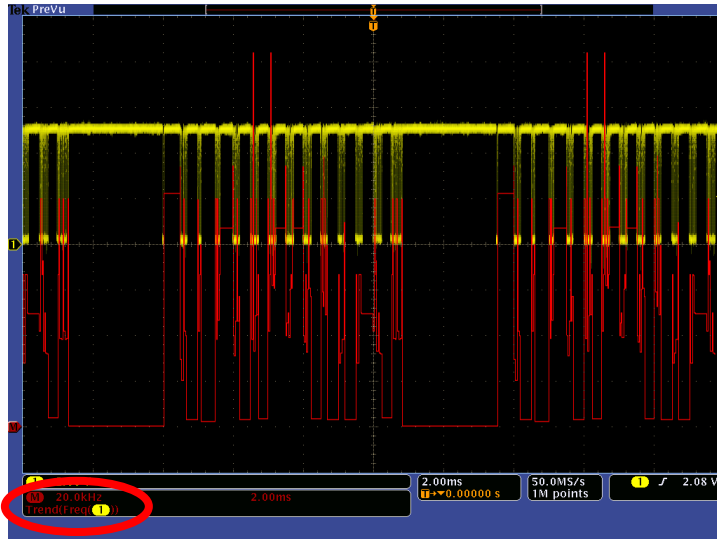 Tek PreVu
T
T
1
M
1
2.00ms
T→▼0.00000 s
50.0MS/s
1M points
1 ∫ 2.08 V
M 20.0kHz 2.00ms
Trend(Freq(1))